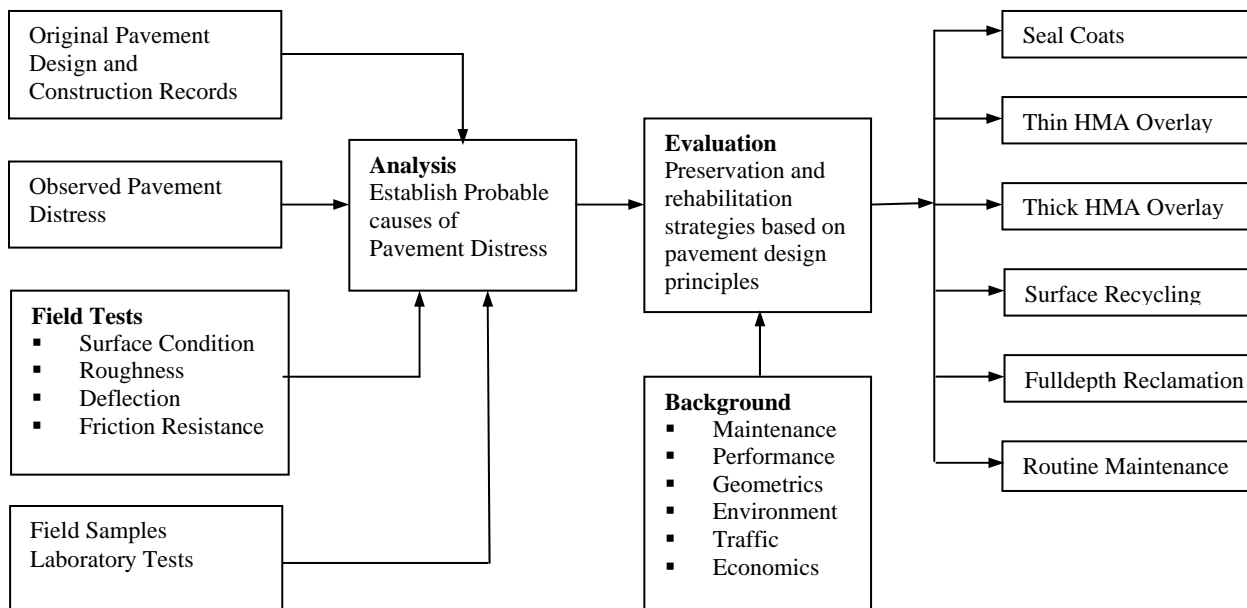 Original Pavement
Design and
Construction Records
Observed Pavement
Distress
Field Tests
▪ Surface Condition
▪ Roughness
▪ Deflection
▪ Friction Resistance
Field Samples
Laboratory Tests
Analysis
Establish Probable
causes of
Pavement Distress
Evaluation
Preservation and
rehabilitation
strategies based on
pavement design
principles
Background
▪ Maintenance
▪ Performance
▪ Geometrics
▪ Environment
▪ Traffic
▪ Economics
Seal Coats
Thin HMA Overlay
Thick HMA Overlay
Surface Recycling
Fulldepth Reclamation
Routine Maintenance